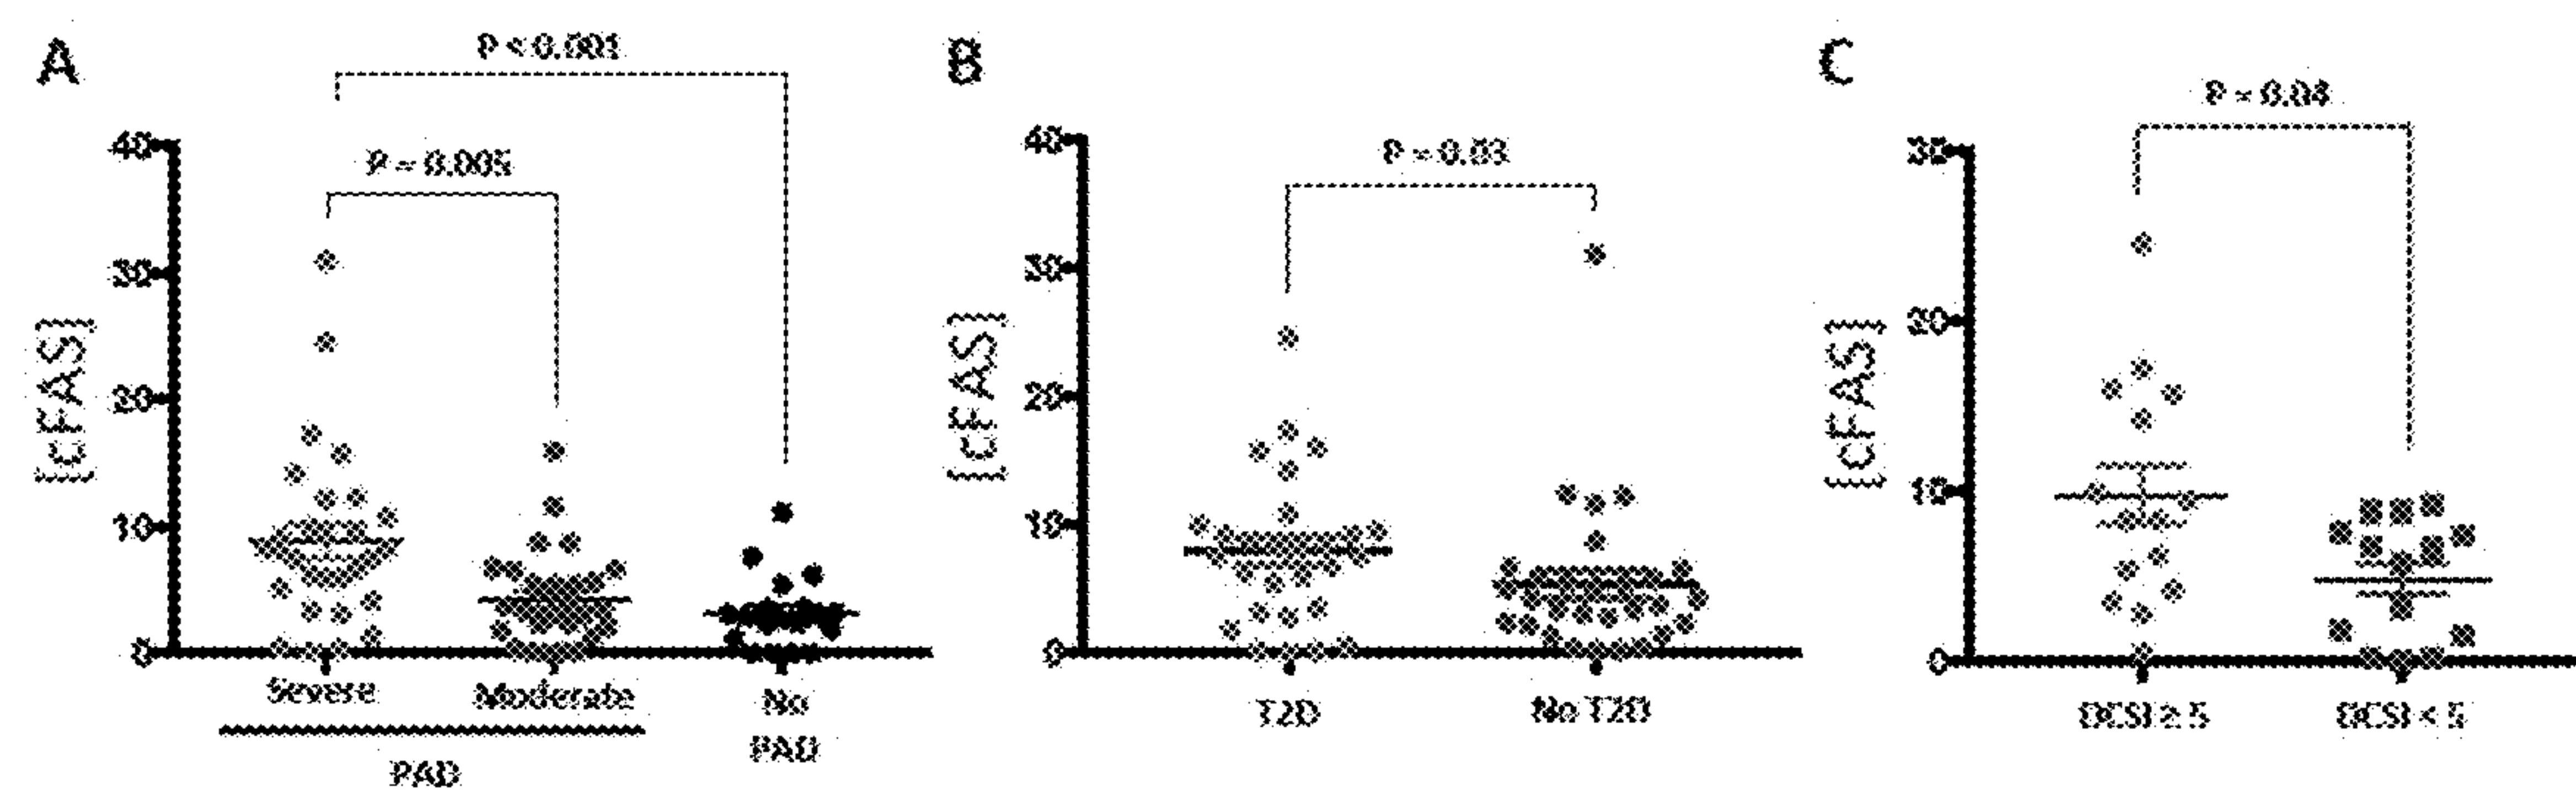 A
P < 0.001
P = 0.005
[cFAS]
40
30
20
10
0
Severe
Moderate
No
PAD
PAD
B
P = 0.03
[cFAS]
40
30
20
10
0
T2D
No T2D
C
P = 0.04
[cFAS]
30
20
10
0
DCSI ≥ 5
DCSI < 5